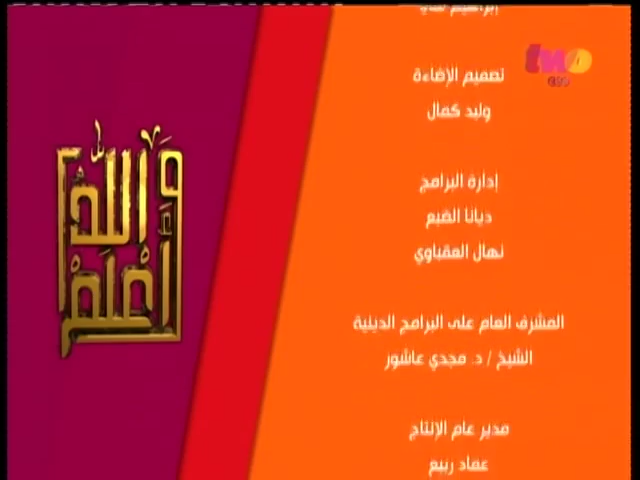 two
تصميم الإضاءة
وليد كمال
إدارة البرامج
ديانا الضبع
نهال العقباوي
المشرف العام على البرامج الدينية
الشيخ / د. مجدي عاشور
مدير عام الإنتاج
عماد ربيع
والله أعلم